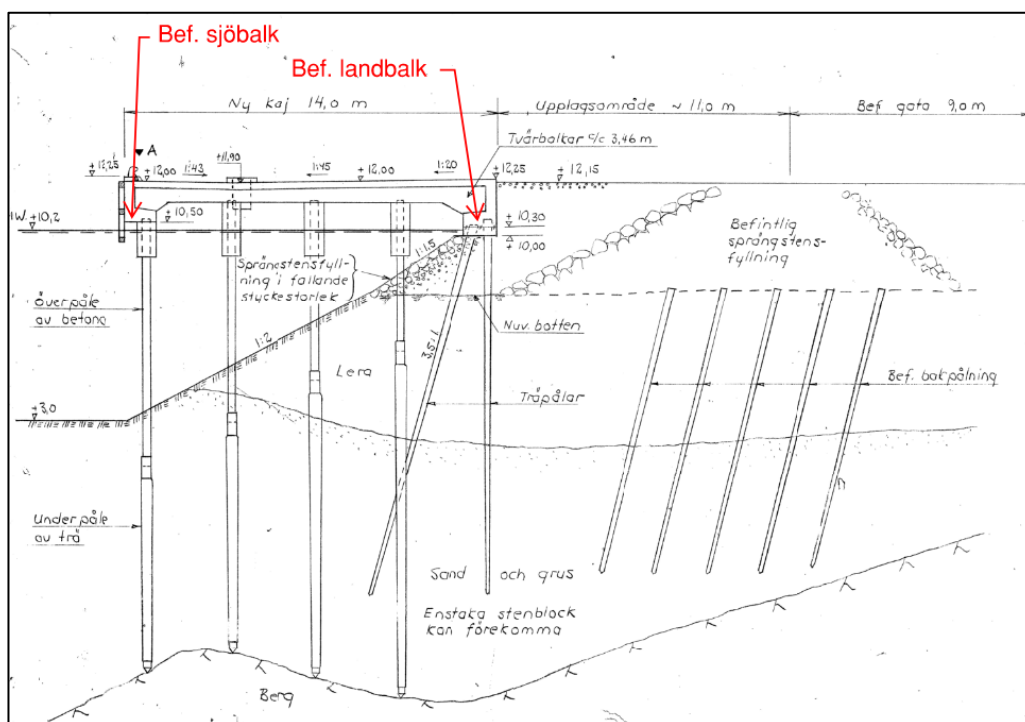 Bef. sjöbalk
Bef. landbalk
Ny kaj 14,0 m
Upplagsområde ~ 11,0 m
Bef. gata 9,0 m
Tvärbalkar c/c 3,46 m
A
+12,25
+12,00
1:43
+11,90
1:45
+12,00
1:20
+12,25
+12,15
HW. +10,2
+10,50
+10,30
+10,00
1:1,5
Befintlig
sprängstens-
fyllning
Sprängstensfyll-
ning i fallande
styckestorlek
Överpåle
av betong
Nuv. botten
1:2
3,5:1
Lera
Träpålar
Bef. bakpålning
+3,0
Underpåle
av trä
Sand och grus
Enstaka stenblock
kan förekomma
Berg